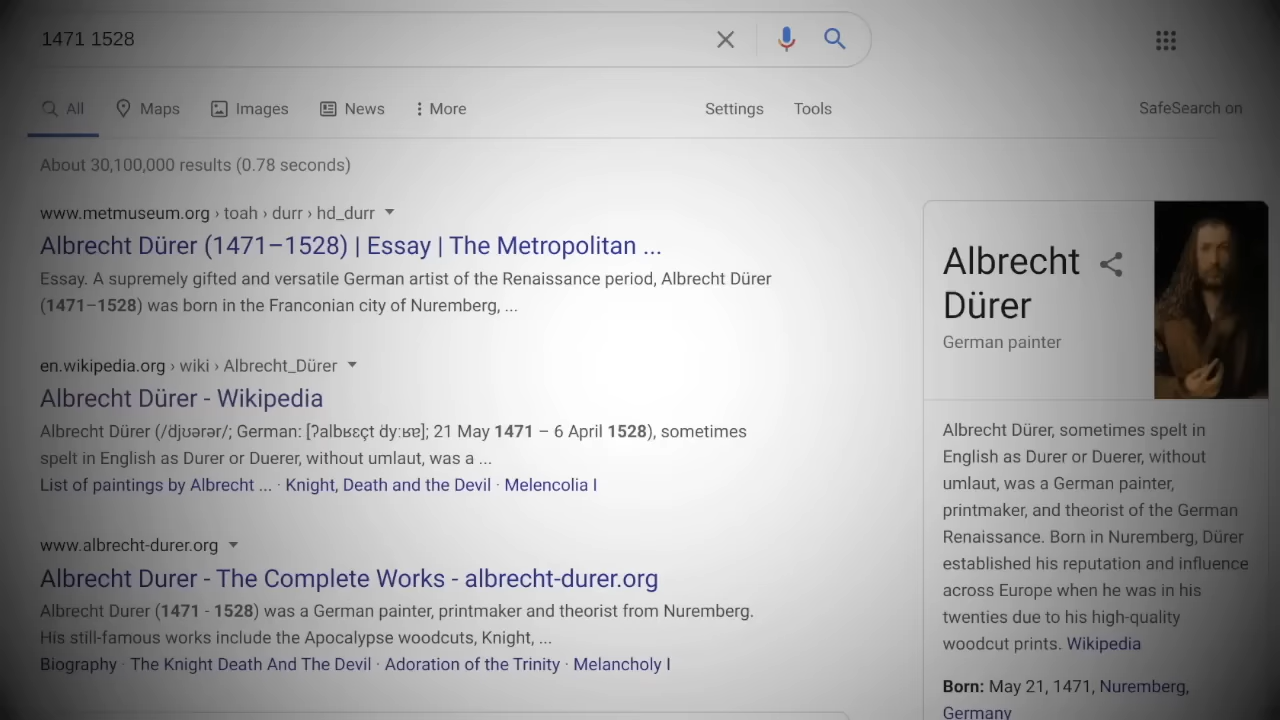 1471 1528
All Maps Images News More Settings Tools SafeSearch on
About 30,100,000 results (0.78 seconds)
www.metmuseum.org › toah › durr › hd_durr
Albrecht Dürer (1471–1528) | Essay | The Metropolitan ...
Essay. A supremely gifted and versatile German artist of the Renaissance period, Albrecht Dürer
(1471–1528) was born in the Franconian city of Nuremberg, ...
en.wikipedia.org › wiki › Albrecht_Dürer
Albrecht Dürer - Wikipedia
Albrecht Dürer (/ˈdjʊərər/; German: [ˈʔalbʁɛçt ˈdyːʁɐ]; 21 May 1471 – 6 April 1528), sometimes
spelt in English as Durer or Duerer, without umlaut, was a ...
List of paintings by Albrecht ... · Knight, Death and the Devil · Melencolia I
www.albrecht-durer.org
Albrecht Durer - The Complete Works - albrecht-durer.org
Albrecht Durer (1471 - 1528) was a German painter, printmaker and theorist from Nuremberg.
His still-famous works include the Apocalypse woodcuts, Knight, ...
Biography · The Knight Death And The Devil · Adoration of the Trinity · Melancholy I
Albrecht
Dürer
German painter
Albrecht Dürer, sometimes spelt in
English as Durer or Duerer, without
umlaut, was a German painter,
printmaker, and theorist of the German
Renaissance. Born in Nuremberg, Dürer
established his reputation and influence
across Europe when he was in his
twenties due to his high-quality
woodcut prints. Wikipedia
Born: May 21, 1471, Nuremberg,
Germany